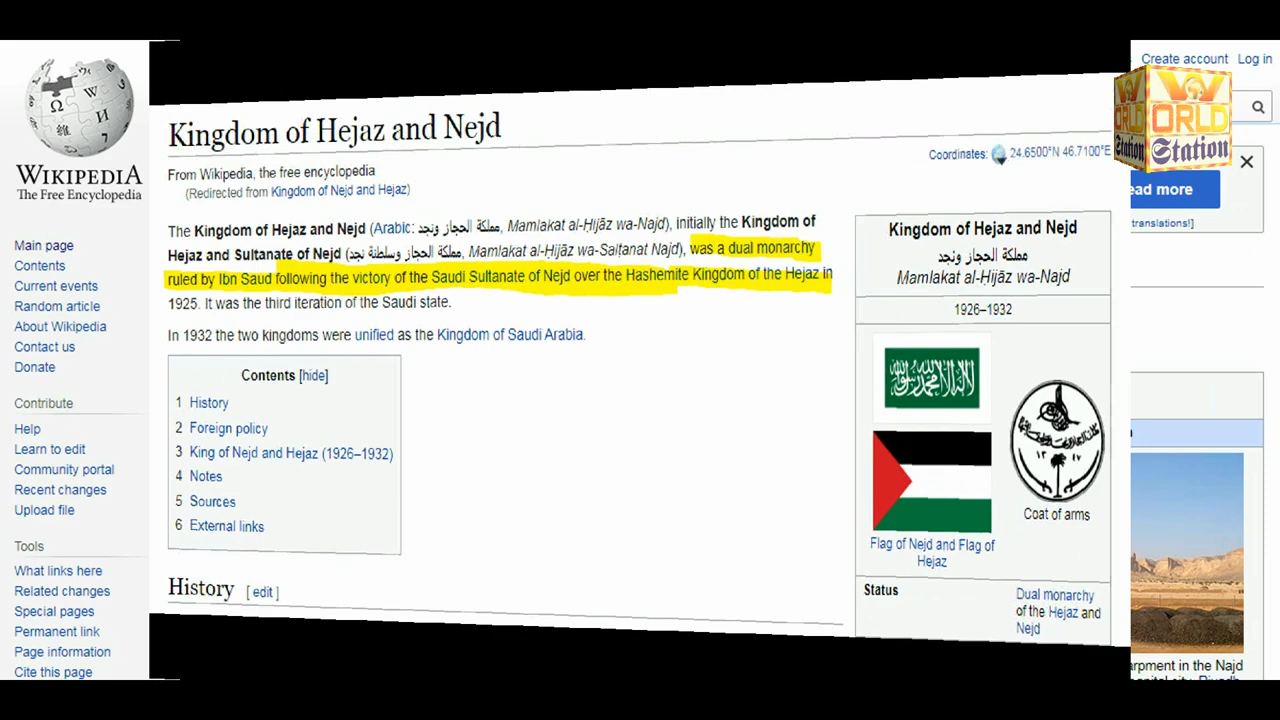 WIKIPEDIA
The Free Encyclopedia
Main page
Contents
Current events
Random article
About Wikipedia
Contact us
Donate
Contribute
Help
Learn to edit
Community portal
Recent changes
Upload file
Tools
What links here
Related changes
Special pages
Permanent link
Page information
Cite this page
Kingdom of Hejaz and Nejd
Coordinates: 24.6500°N 46.7100°E
From Wikipedia, the free encyclopedia
(Redirected from Kingdom of Nejd and Hejaz)
The Kingdom of Hejaz and Nejd (Arabic: مملكة الحجاز ونجد, Mamlakat al-Ḥijāz wa-Najd), initially the Kingdom of
Hejaz and Sultanate of Nejd (مملكة الحجاز وسلطنة نجد, Mamlakat al-Ḥijāz wa-Salṭanat Najd), was a dual monarchy
ruled by Ibn Saud following the victory of the Saudi Sultanate of Nejd over the Hashemite Kingdom of the Hejaz in
1925. It was the third iteration of the Saudi state.
In 1932 the two kingdoms were unified as the Kingdom of Saudi Arabia.
Contents [hide]
1 History
2 Foreign policy
3 King of Nejd and Hejaz (1926–1932)
4 Notes
5 Sources
6 External links
History [ edit ]
Kingdom of Hejaz and Nejd
مملكة الحجاز ونجد
Mamlakat al-Ḥijāz wa-Najd
1926–1932
لا إله إلا الله محمد رسول الله
Coat of arms
Flag of Nejd and Flag of
Hejaz
Status
Dual monarchy
of the Hejaz and
Nejd
Create account Log in
WORLD
Station
WORLD
Station
ead more
translations!]
arpment in the Najd